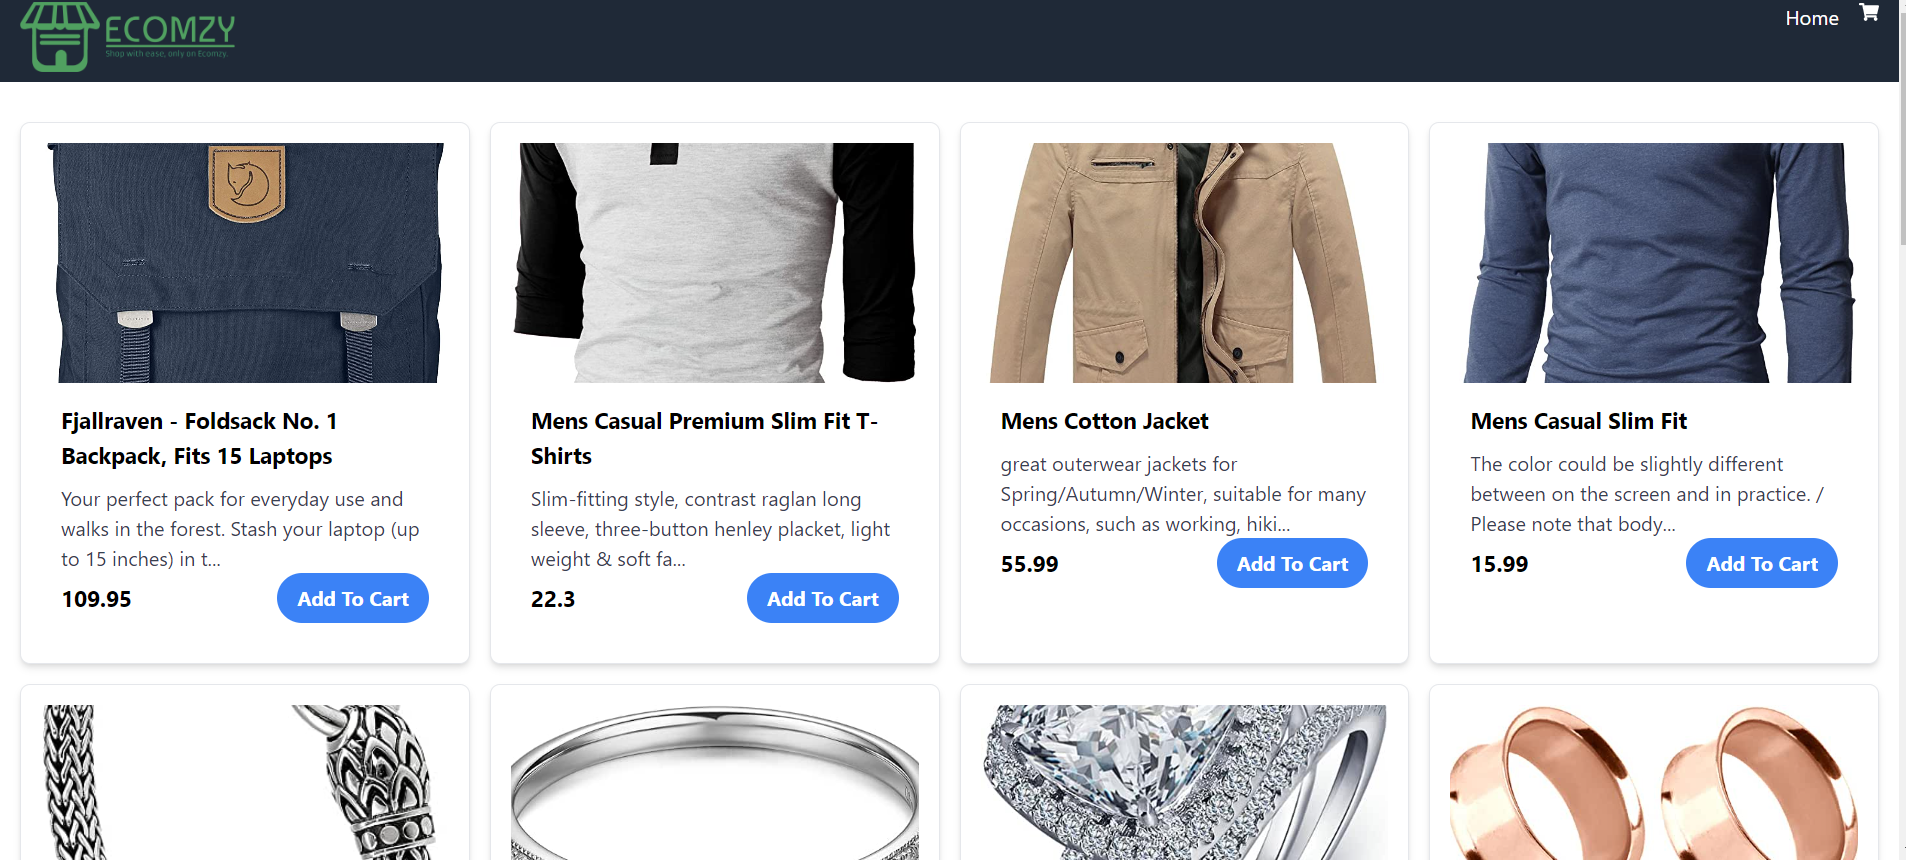 ECOMZY
Shop with ease, only on Ecomzy.
Home
Fjallraven - Foldsack No. 1
Backpack, Fits 15 Laptops
Your perfect pack for everyday use and
walks in the forest. Stash your laptop (up
to 15 inches) in t...
109.95
Add To Cart
Mens Casual Premium Slim Fit T-
Shirts
Slim-fitting style, contrast raglan long
sleeve, three-button henley placket, light
weight & soft fa...
22.3
Add To Cart
Mens Cotton Jacket
great outerwear jackets for
Spring/Autumn/Winter, suitable for many
occasions, such as working, hiki...
55.99
Add To Cart
Mens Casual Slim Fit
The color could be slightly different
between on the screen and in practice. /
Please note that body...
15.99
Add To Cart